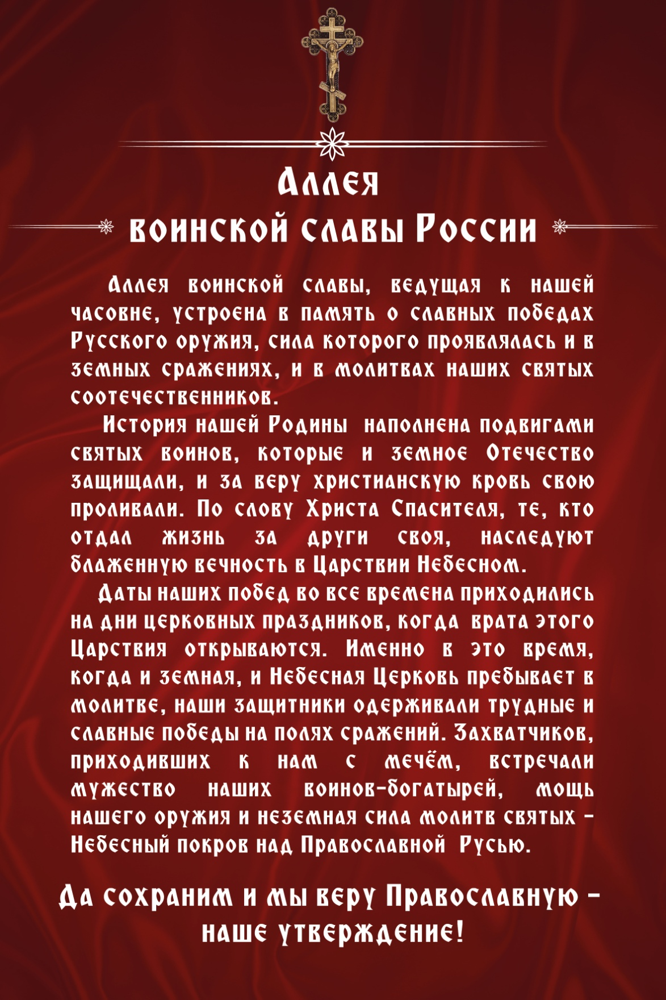 Аллея
воинской славы России
Аллея воинской славы, ведущая к нашей
часовне, устроена в память о славных победах
Русского оружия, сила которого проявлялась и в
земных сражениях, и в молитвах наших святых
соотечественников.
История нашей Родины наполнена подвигами
святых воинов, которые и земное Отечество
защищали, и за веру христианскую кровь свою
проливали. По слову Христа Спасителя, те, кто
отдал жизнь за други своя, наследуют
блаженную вечность в Царствии Небесном.
Даты наших побед во все времена приходились
на дни церковных праздников, когда врата этого
Царствия открываются. Именно в это время,
когда и земная, и Небесная Церковь пребывает в
молитве, наши защитники одерживали трудные и
славные победы на полях сражений. Захватчиков,
приходивших к нам с мечём, встречали
мужество наших воинов-богатырей, мощь
нашего оружия и неземная сила молитв святых –
Небесный покров над Православной Русью.
Да сохраним и мы веру Православную –
наше утверждение!